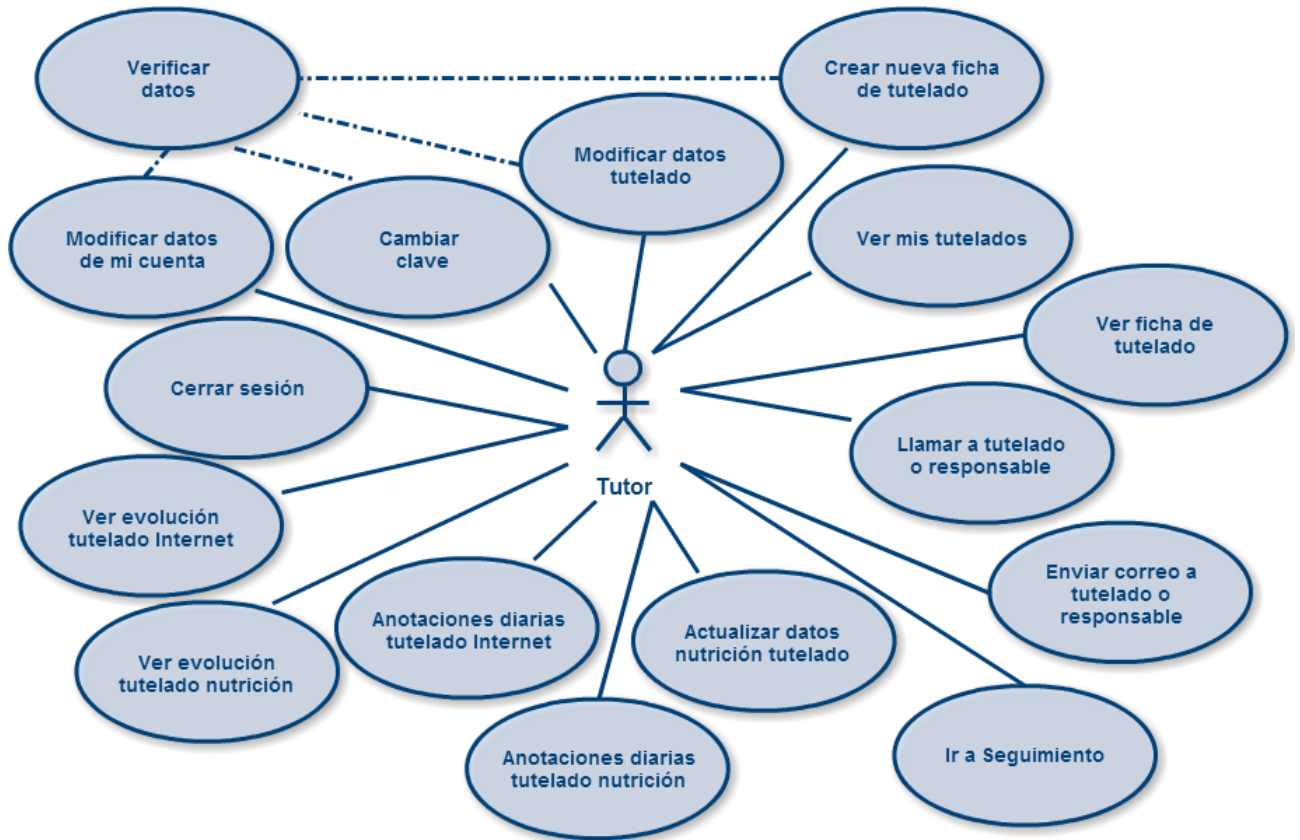 Verificar
datos
Crear nueva ficha
de tutelado
Modificar datos
tutelado
Modificar datos
de mi cuenta
Cambiar
clave
Ver mis tutelados
Ver ficha de
tutelado
Cerrar sesión
Llamar a tutelado
o responsable
Tutor
Ver evolución
tutelado Internet
Enviar correo a
tutelado o
responsable
Anotaciones diarias
tutelado Internet
Actualizar datos
nutrición tutelado
Ver evolución
tutelado nutrición
Anotaciones diarias
tutelado nutrición
Ir a Seguimiento